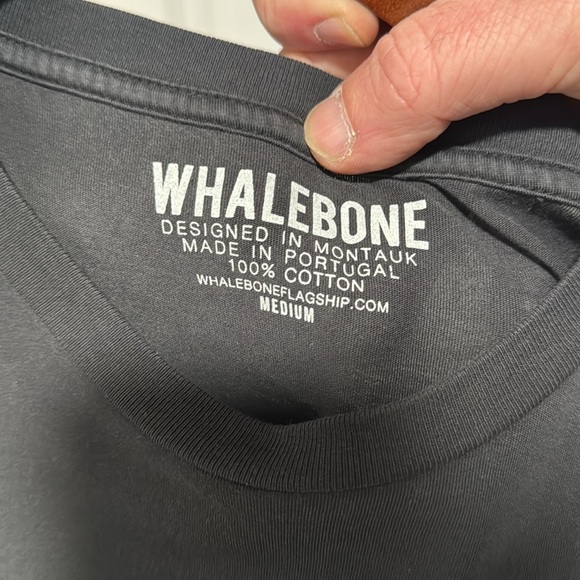 WHALEBONE
DESIGNED IN MONTAUK
MADE IN PORTUGAL
100% COTTON
WHALEBONEFLAGSHIP.COM
MEDIUM